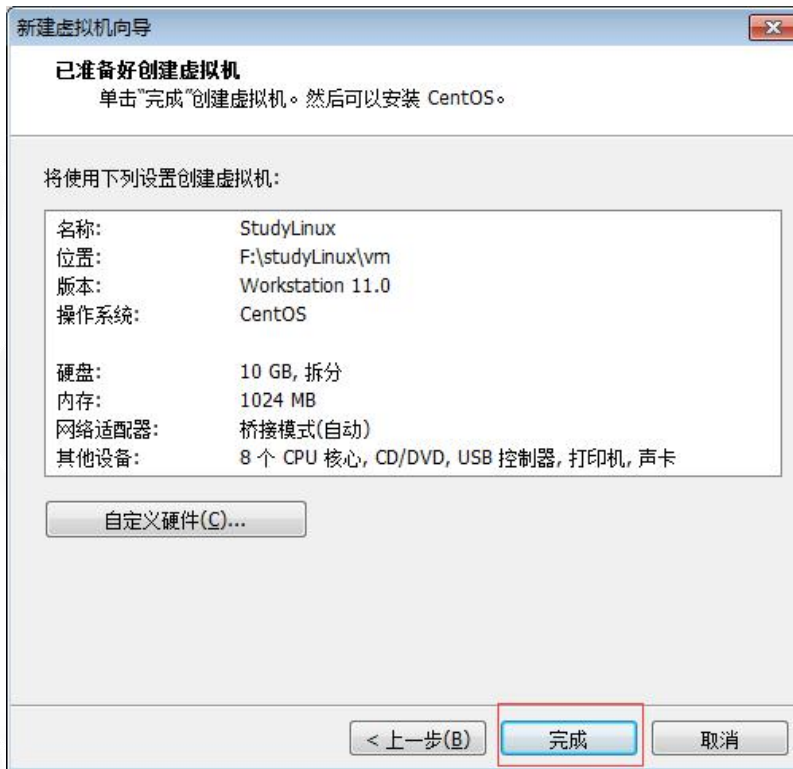 新建虚拟机向导
已准备好创建虚拟机
单击"完成"创建虚拟机。然后可以安装 CentOS。
将使用下列设置创建虚拟机:
名称: StudyLinux
位置: F:\studyLinux\vm
版本: Workstation 11.0
操作系统: CentOS
硬盘: 10 GB, 拆分
内存: 1024 MB
网络适配器: 桥接模式(自动)
其他设备: 8 个 CPU 核心, CD/DVD, USB 控制器, 打印机, 声卡
自定义硬件(C)...
< 上一步(B) 完成 取消